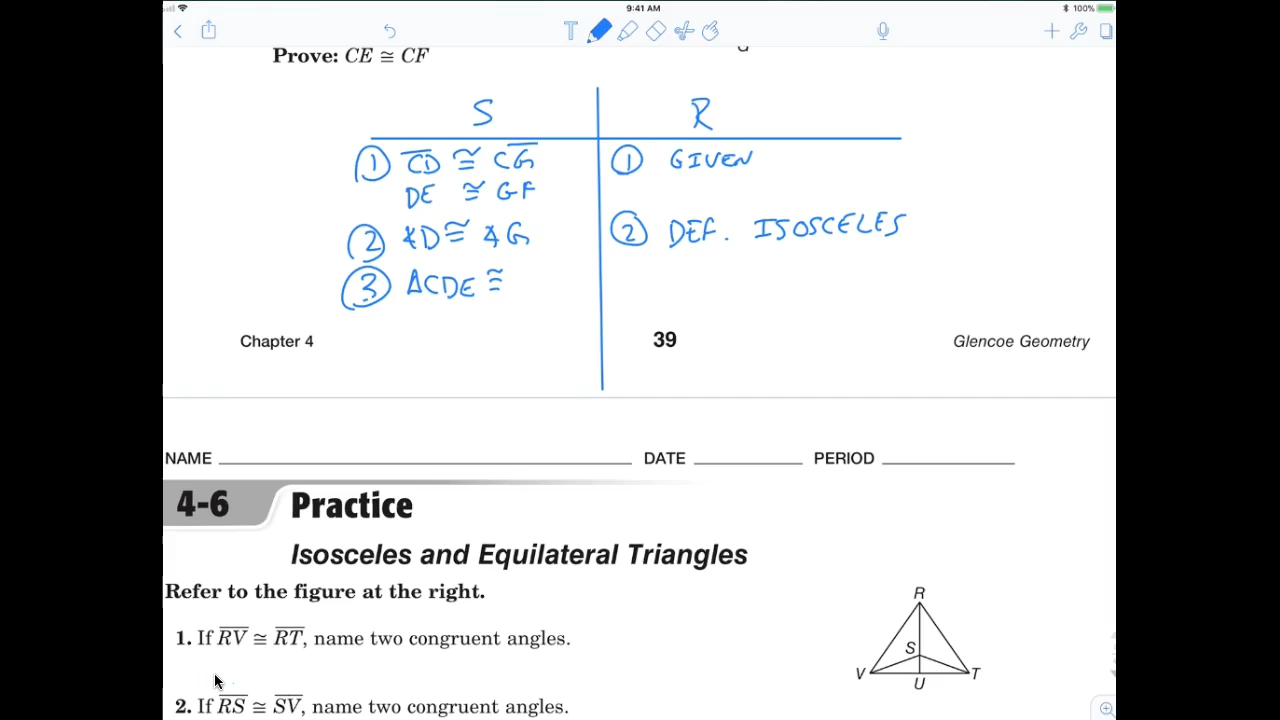 9:41 AM
100%
T
G
Prove: CE ≅ CF
S R
① CD ≅ CG ① GIVEN
DE ≅ GF
② ∡D ≅ ∡G ② DEF. ISOSCELES
③ ΔCDE ≅
Chapter 4 39 Glencoe Geometry
NAME DATE PERIOD
4-6 Practice
Isosceles and Equilateral Triangles
Refer to the figure at the right.
R
1. If RV ≅ RT, name two congruent angles.
S
V T
U
2. If RS ≅ SV, name two congruent angles.